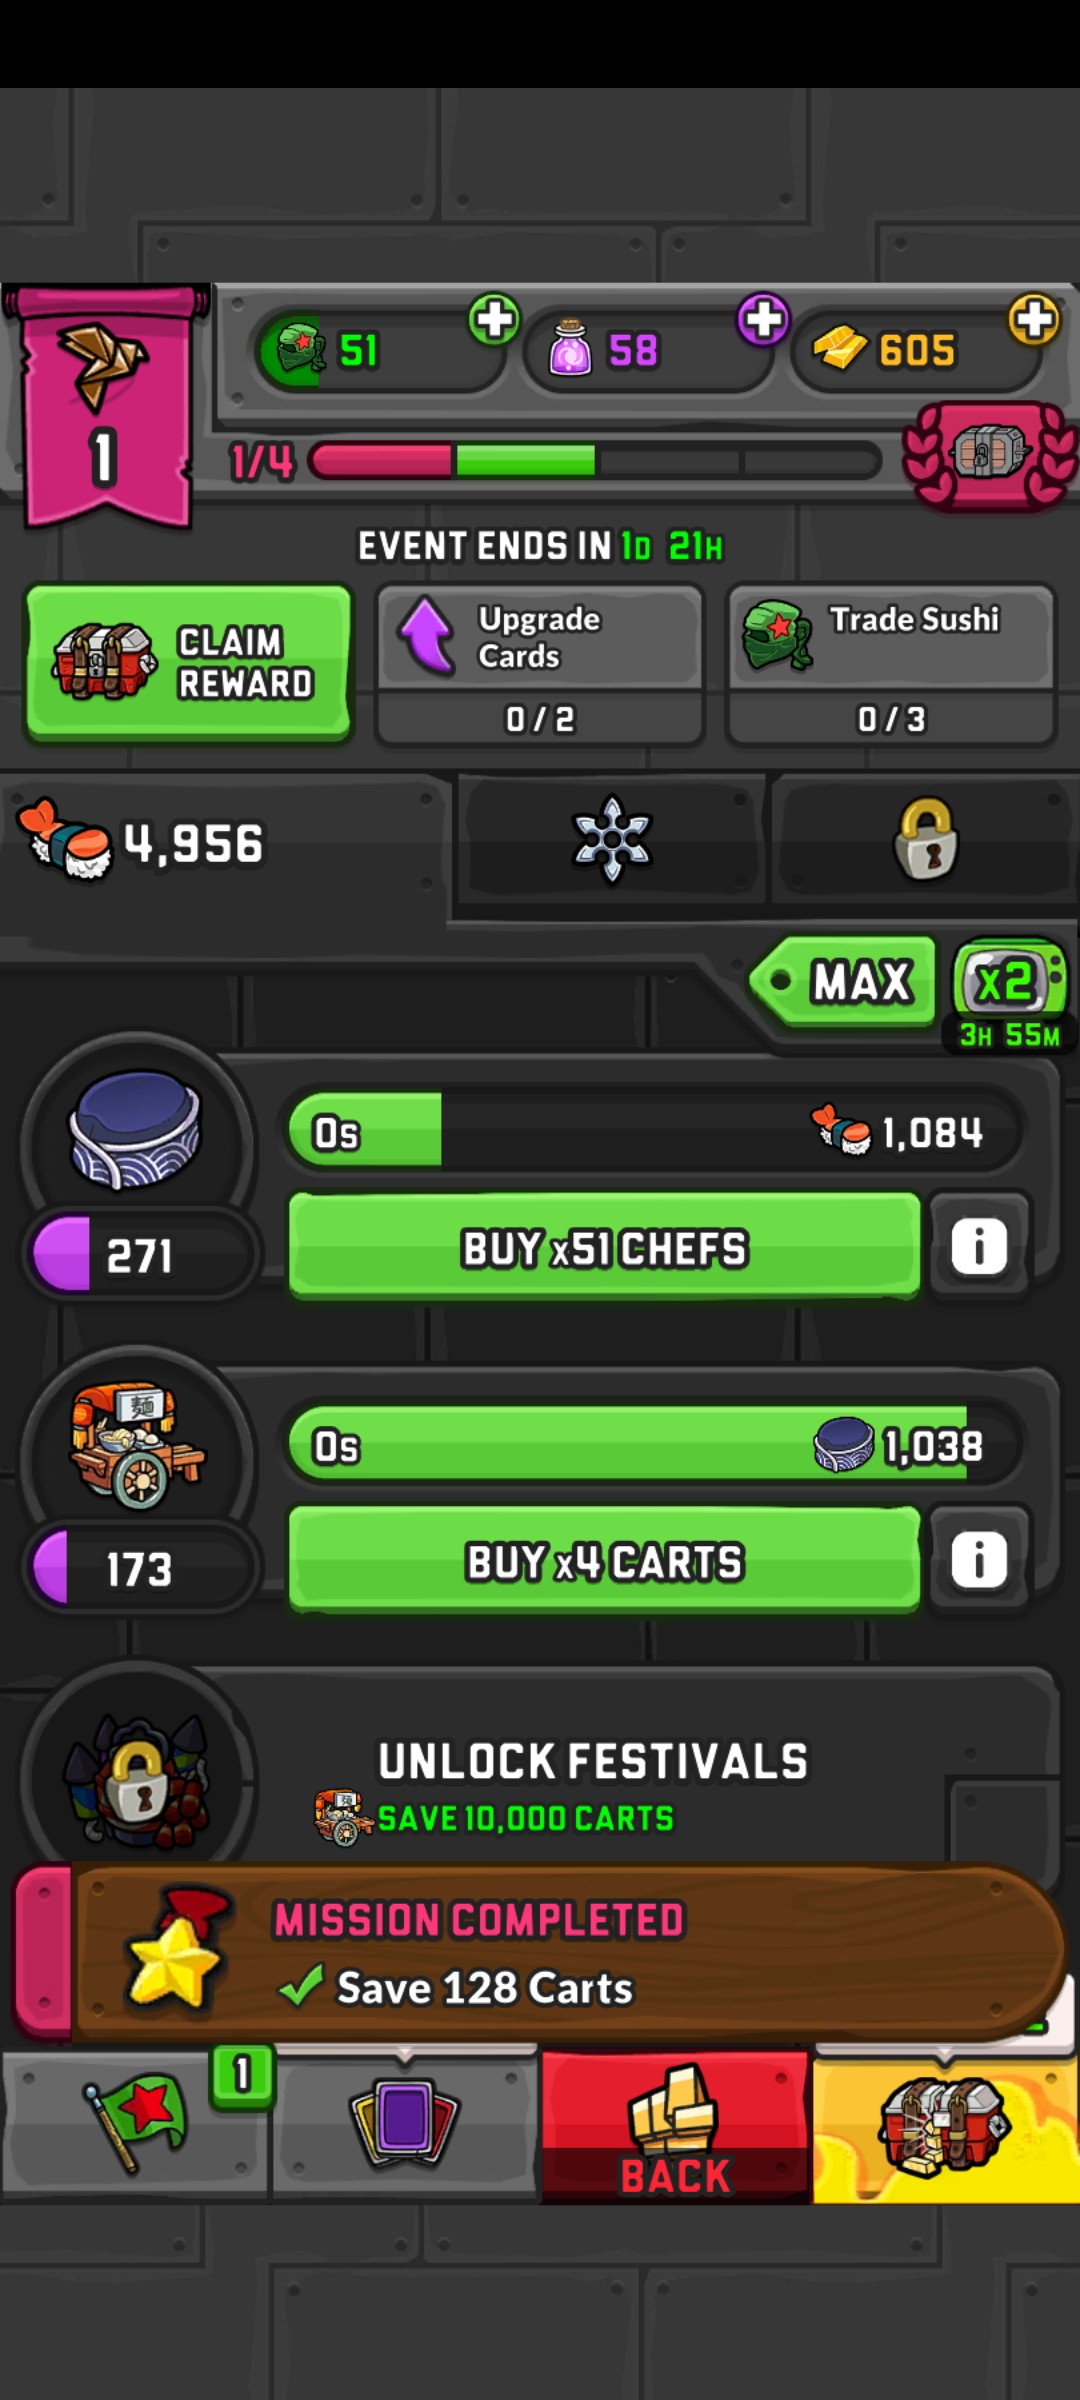 51
58
605
1
1/4
EVENT ENDS IN 1D 21H
CLAIM
REWARD
Upgrade
Cards
0 / 2
Trade Sushi
0 / 3
4,956
MAX
x2
3H 55M
0s
1,084
271
BUY x51 CHEFS
i
麺
0s
1,038
173
BUY x4 CARTS
i
UNLOCK FESTIVALS
SAVE 10,000 CARTS
MISSION COMPLETED
Save 128 Carts
1
BACK